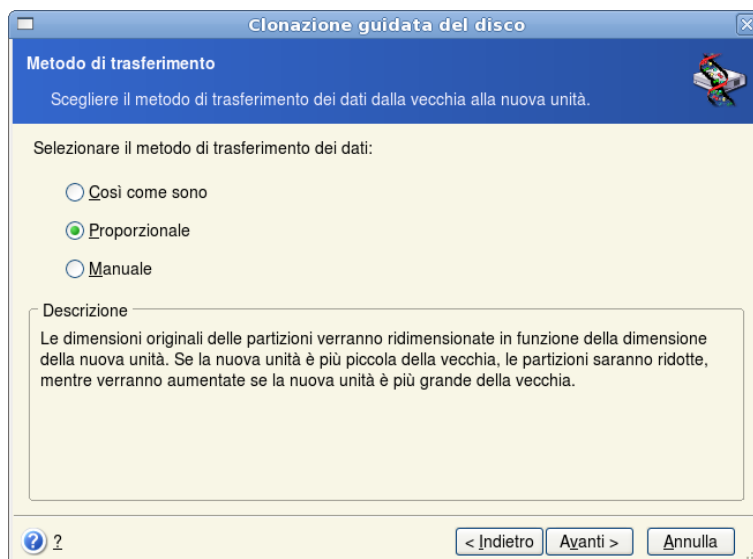 Clonazione guidata del disco
Metodo di trasferimento
Scegliere il metodo di trasferimento dei dati dalla vecchia alla nuova unità.
Selezionare il metodo di trasferimento dei dati:
Così come sono
Proporzionale
Manuale
Descrizione
Le dimensioni originali delle partizioni verranno ridimensionate in funzione della dimensione
della nuova unità. Se la nuova unità è più piccola della vecchia, le partizioni saranno ridotte,
mentre verranno aumentate se la nuova unità è più grande della vecchia.
? ? < Indietro Avanti > Annulla